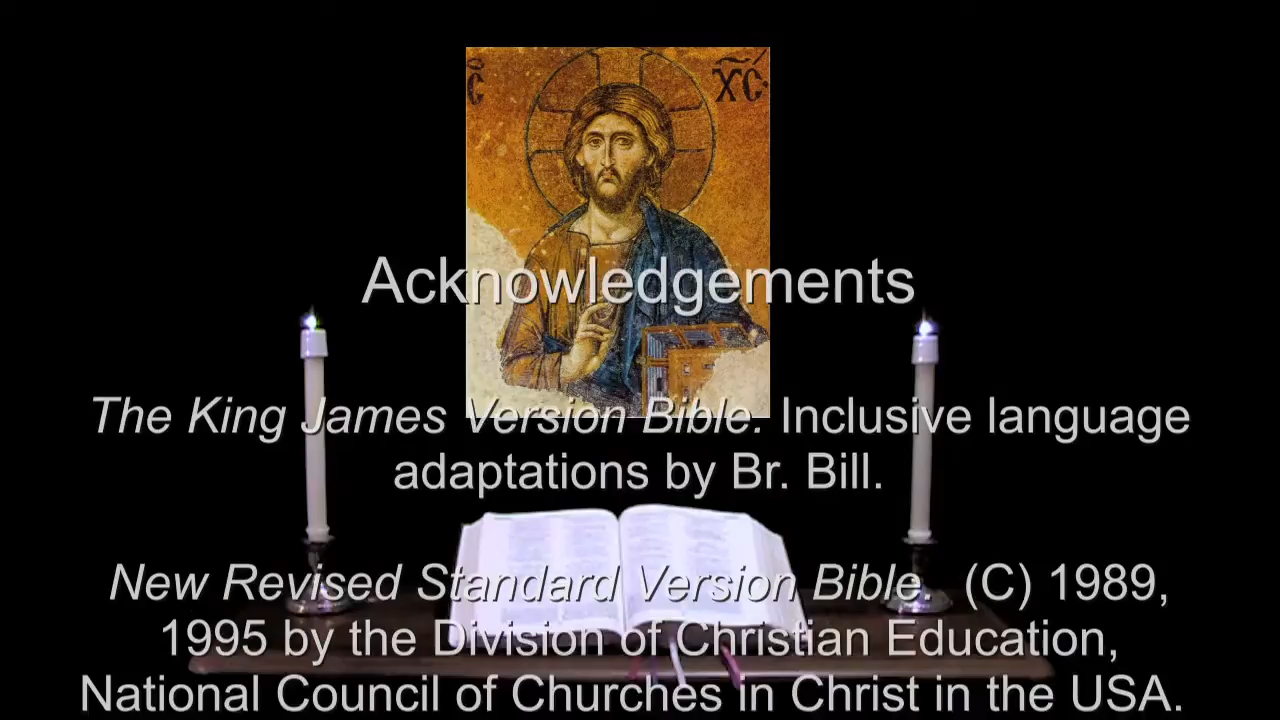 C XC
Acknowledgements
The King James Version Bible. Inclusive language
adaptations by Br. Bill.
New Revised Standard Version Bible. (C) 1989,
1995 by the Division of Christian Education,
National Council of Churches in Christ in the USA.